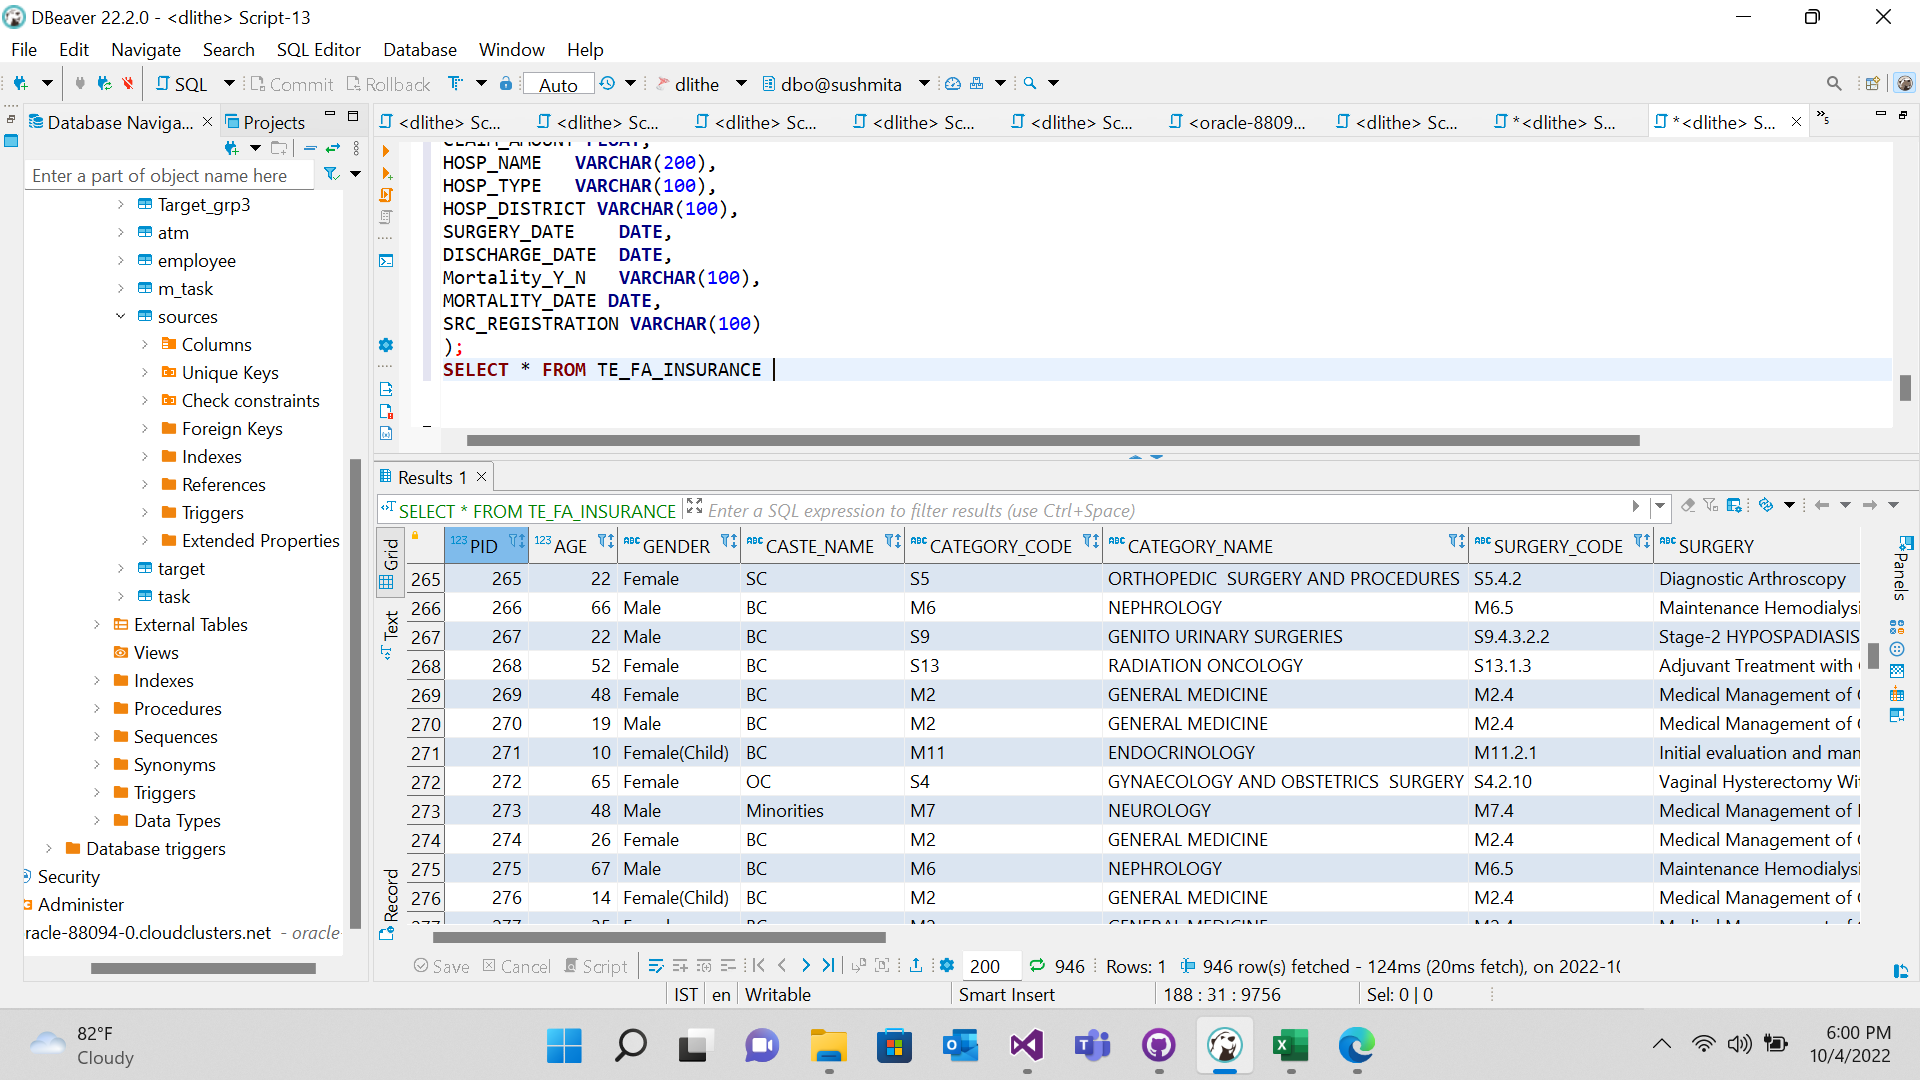 DBeaver 22.2.0 - <dlithe> Script-13
File Edit Navigate Search SQL Editor Database Window Help
SQL Commit Rollback Auto dlithe dbo@sushmita
Database Naviga... Projects
<dlithe> Sc... <dlithe> Sc... <dlithe> Sc... <dlithe> Sc... <dlithe> Sc... <oracle-8809... <dlithe> Sc... *<dlithe> S... *<dlithe> S... »5
Enter a part of object name here
Target_grp3
atm
employee
m_task
sources
Columns
Unique Keys
Check constraints
Foreign Keys
Indexes
References
Triggers
Extended Properties
target
task
External Tables
Views
Indexes
Procedures
Sequences
Synonyms
Triggers
Data Types
Database triggers
Security
Administer
racle-88094-0.cloudclusters.net - oracle-
CLAIM_AMOUNT FLOAT,
HOSP_NAME VARCHAR(200),
HOSP_TYPE VARCHAR(100),
HOSP_DISTRICT VARCHAR(100),
SURGERY_DATE DATE,
DISCHARGE_DATE DATE,
Mortality_Y_N VARCHAR(100),
MORTALITY_DATE DATE,
SRC_REGISTRATION VARCHAR(100)
);
SELECT * FROM TE_FA_INSURANCE
Results 1
SELECT * FROM TE_FA_INSURANCE Enter a SQL expression to filter results (use Ctrl+Space)
Grid
Text
Record
Panels
123 PID 123 AGE ABC GENDER ABC CASTE_NAME ABC CATEGORY_CODE ABC CATEGORY_NAME ABC SURGERY_CODE ABC SURGERY
265 265 22 Female SC S5 ORTHOPEDIC SURGERY AND PROCEDURES S5.4.2 Diagnostic Arthroscopy
266 266 66 Male BC M6 NEPHROLOGY M6.5 Maintenance Hemodialysi
267 267 22 Male BC S9 GENITO URINARY SURGERIES S9.4.3.2.2 Stage-2 HYPOSPADIASIS
268 268 52 Female BC S13 RADIATION ONCOLOGY S13.1.3 Adjuvant Treatment with
269 269 48 Female BC M2 GENERAL MEDICINE M2.4 Medical Management of
270 270 19 Male BC M2 GENERAL MEDICINE M2.4 Medical Management of
271 271 10 Female(Child) BC M11 ENDOCRINOLOGY M11.2.1 Initial evaluation and man
272 272 65 Female OC S4 GYNAECOLOGY AND OBSTETRICS SURGERY S4.2.10 Vaginal Hysterectomy Wi
273 273 48 Male Minorities M7 NEUROLOGY M7.4 Medical Management of
274 274 26 Female BC M2 GENERAL MEDICINE M2.4 Medical Management of
275 275 67 Male BC M6 NEPHROLOGY M6.5 Maintenance Hemodialysi
276 276 14 Female(Child) BC M2 GENERAL MEDICINE M2.4 Medical Management of
Save Cancel Script 200 946 Rows: 1 946 row(s) fetched - 124ms (20ms fetch), on 2022-10
IST en Writable Smart Insert 188 : 31 : 9756 Sel: 0 | 0
82°F
Cloudy
6:00 PM
10/4/2022